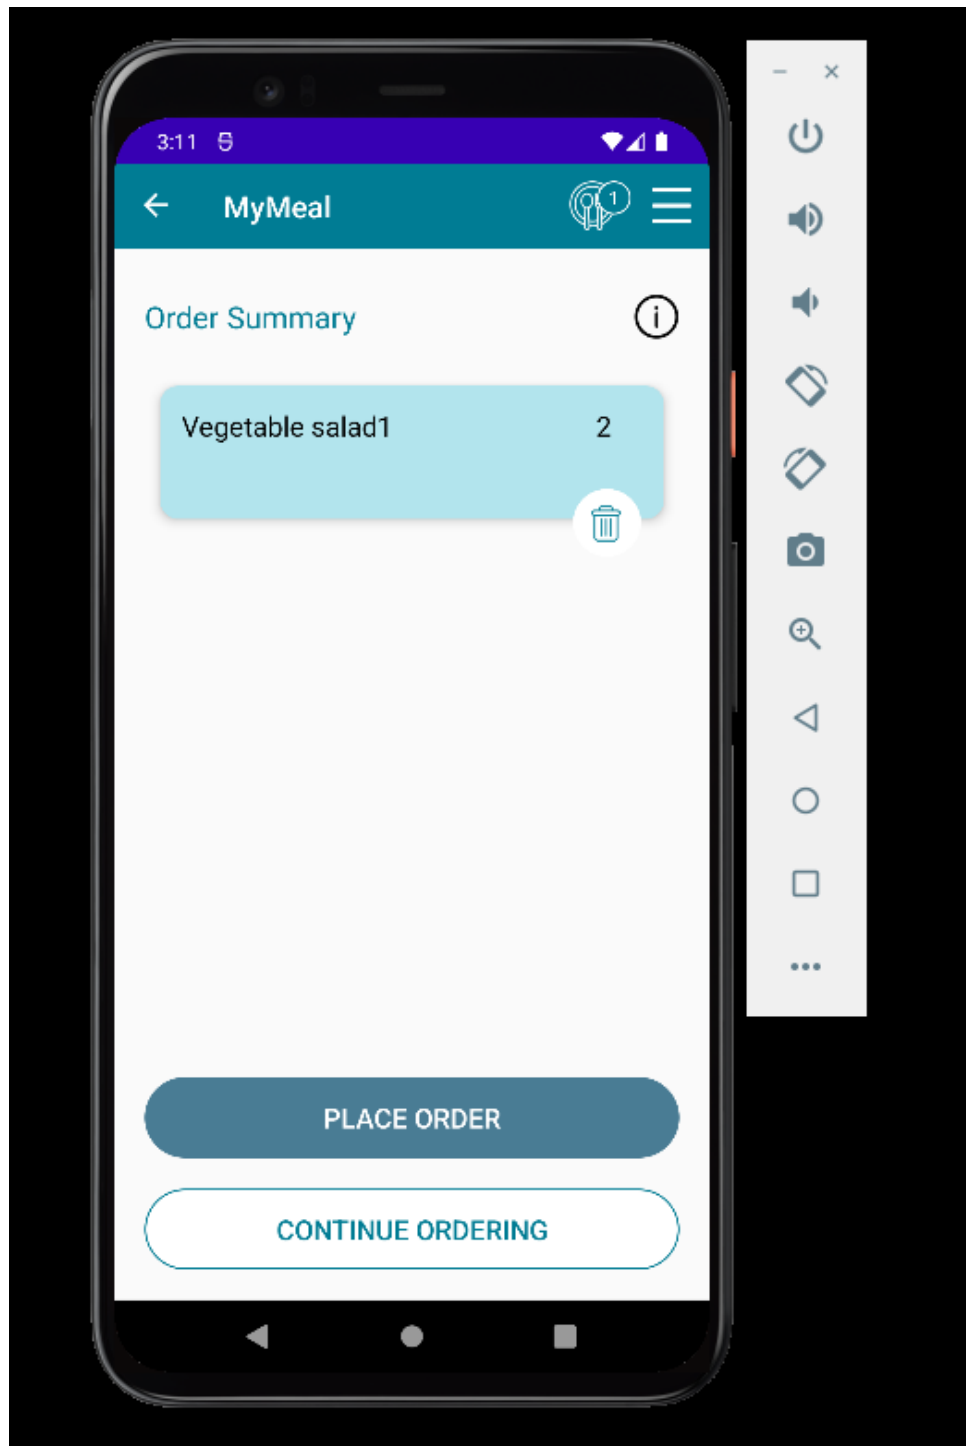 3:11
MyMeal 1
Order Summary
Vegetable salad1 2
PLACE ORDER
CONTINUE ORDERING